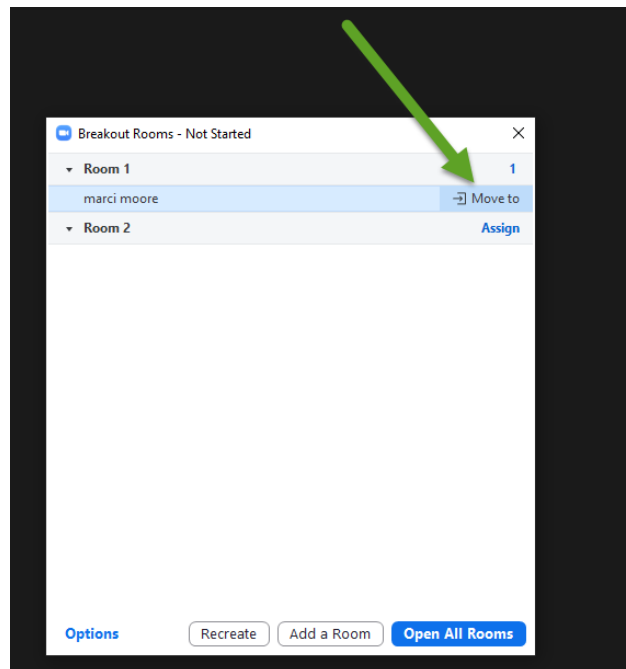 Breakout Rooms - Not Started
Room 1 1
marci moore Move to
Room 2 Assign
Options Recreate Add a Room Open All Rooms